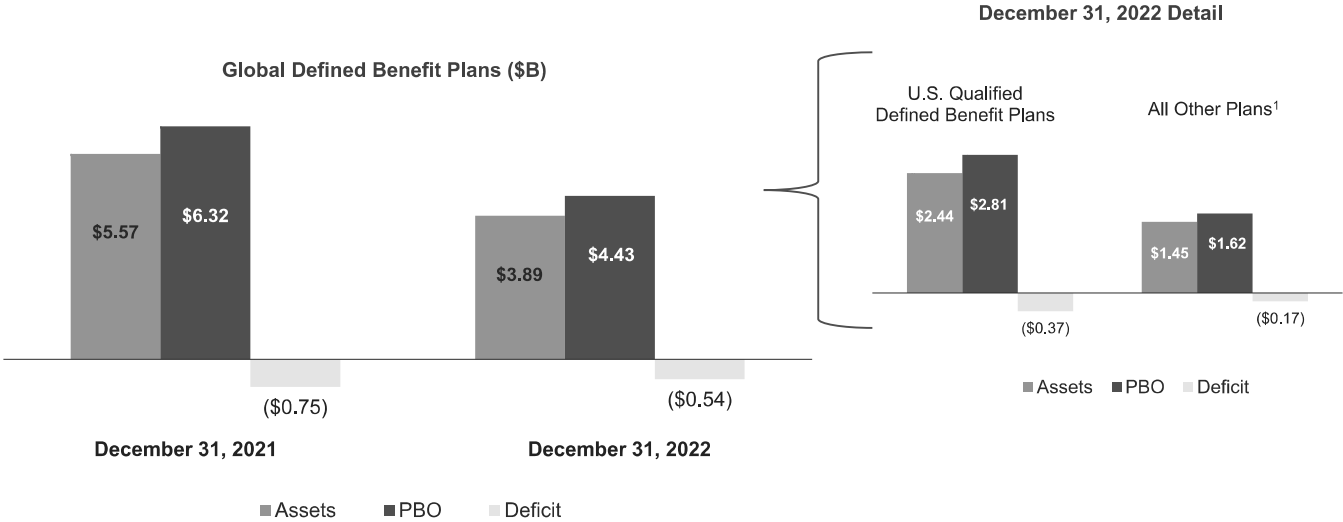 Global Defined Benefit Plans ($B)
$5.57
$6.32
($0.75)
$3.89
$4.43
($0.54)
December 31, 2021
December 31, 2022
Assets
PBO
Deficit
December 31, 2022 Detail
U.S. Qualified
Defined Benefit Plans
All Other Plans¹
$2.44
$2.81
($0.37)
$1.45
$1.62
($0.17)
Assets
PBO
Deficit